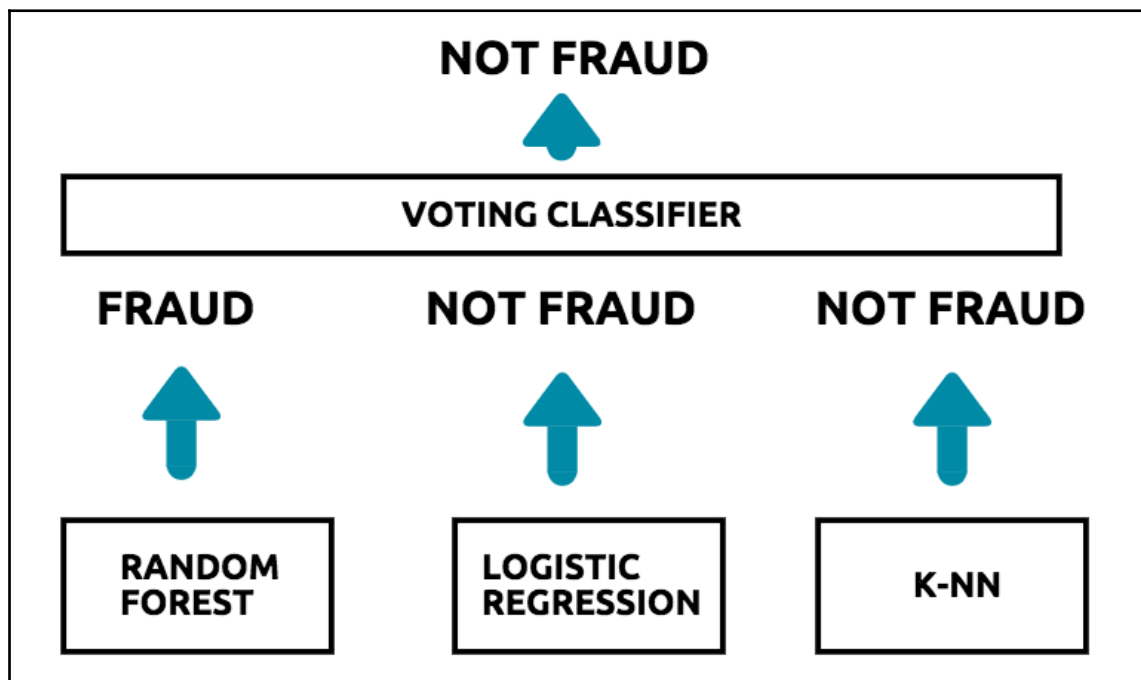 NOT FRAUD
VOTING CLASSIFIER
FRAUD
NOT FRAUD
NOT FRAUD
RANDOM
FOREST
LOGISTIC
REGRESSION
K-NN